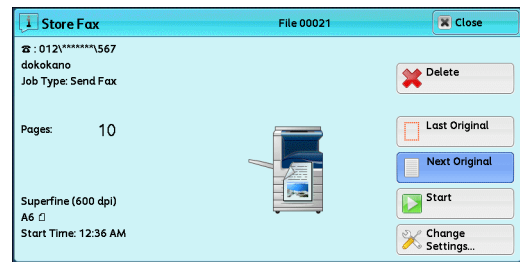 Store Fax
File 00021
Close
☎ : 012\*******\567
dokokano
Job Type: Send Fax
Delete
Pages: 10
Last Original
Next Original
Superfine (600 dpi)
Start
A6
Start Time: 12:36 AM
Change
Settings...